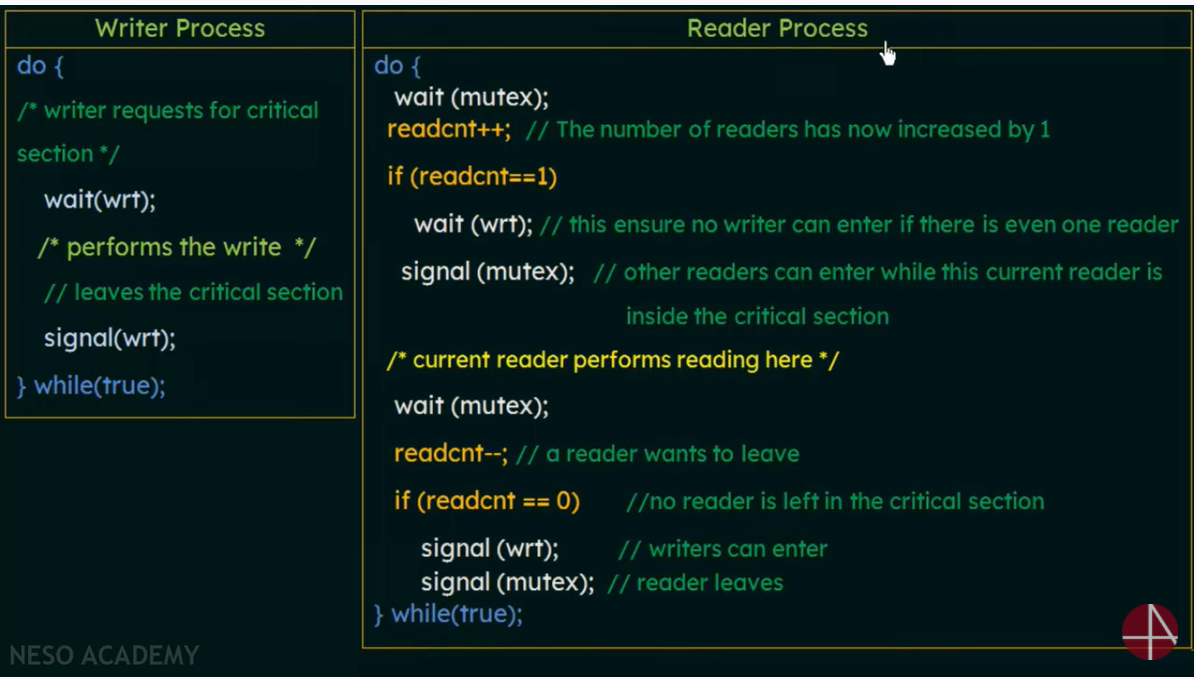 Writer Process
do {
/* writer requests for critical
section */
wait(wrt);
/* performs the write */
// leaves the critical section
signal(wrt);
} while(true);
Reader Process
do {
wait (mutex);
readcnt++; // The number of readers has now increased by 1
if (readcnt==1)
wait (wrt); // this ensure no writer can enter if there is even one reader
signal (mutex); // other readers can enter while this current reader is
inside the critical section
/* current reader performs reading here */
wait (mutex);
readcnt--; // a reader wants to leave
if (readcnt == 0) //no reader is left in the critical section
signal (wrt); // writers can enter
signal (mutex); // reader leaves
} while(true);
NESO ACADEMY